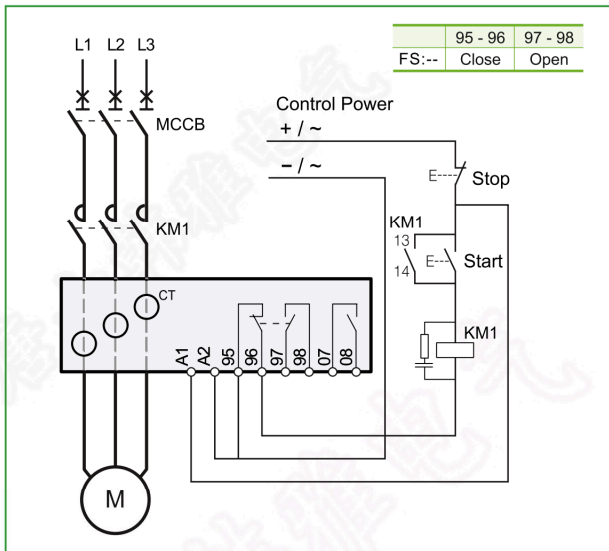 L1 L2 L3
95 - 96 97 - 98
FS:-- Close Open
MCCB
Control Power
+ / ~
− / ~
E Stop
KM1
KM1
13
14
E Start
CT
KM1
A1 A2 95 96 97 98 07 08
M